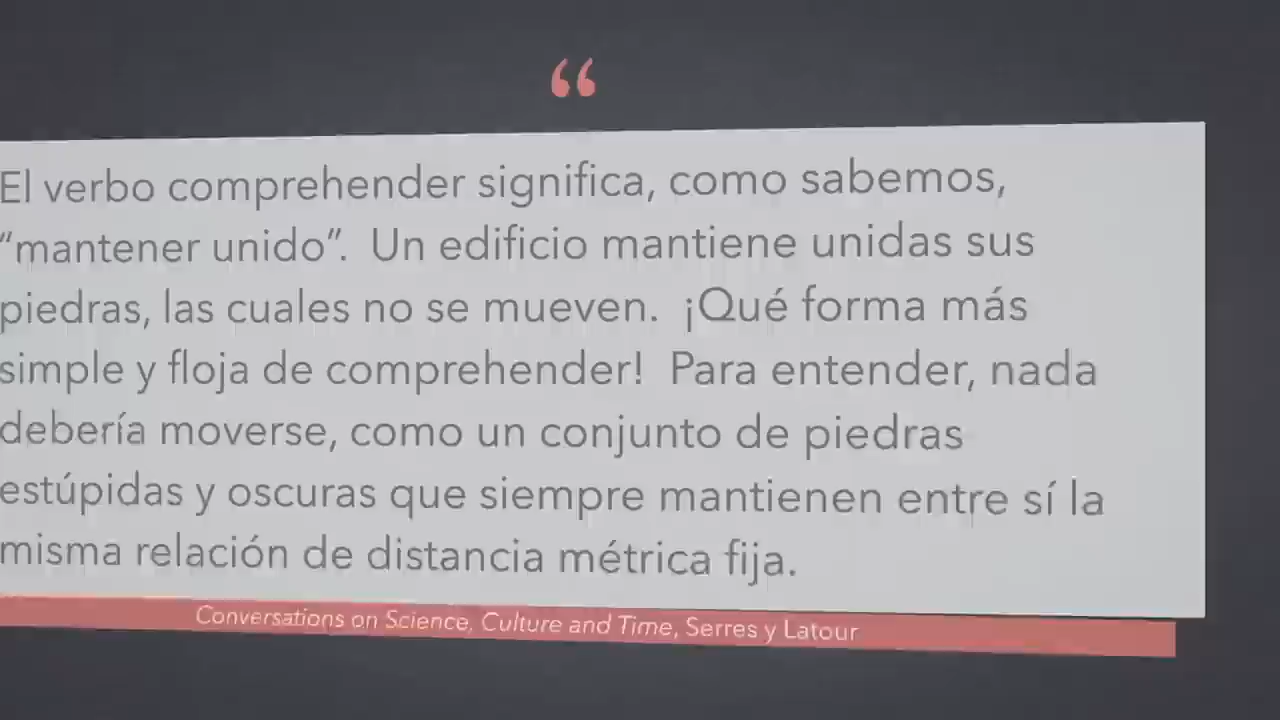 “
El verbo comprehender significa, como sabemos,
“mantener unido”. Un edificio mantiene unidas sus
piedras, las cuales no se mueven. ¡Qué forma más
simple y floja de comprehender! Para entender, nada
debería moverse, como un conjunto de piedras
estúpidas y oscuras que siempre mantienen entre sí la
misma relación de distancia métrica fija.
Conversations on Science, Culture and Time, Serres y Latour